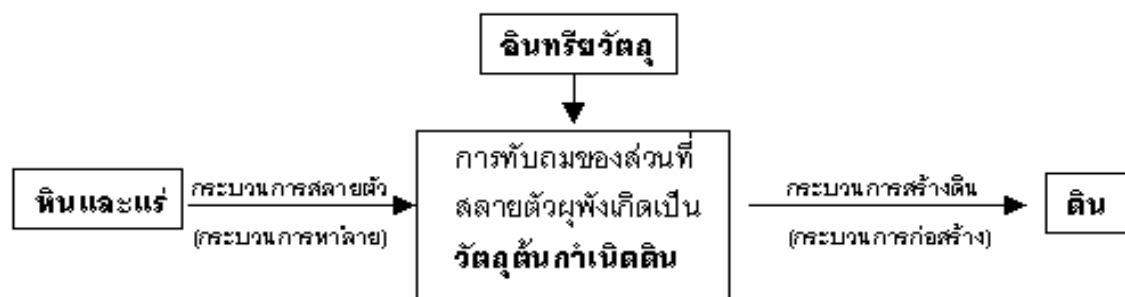 อินทรียวัตถุ
หินและแร่
กระบวนการสลายตัว
(กระบวนการทำลาย)
การทับถมของส่วนที่
สลายตัวผุพังเกิดเป็น
วัตถุต้นกำเนิดดิน
กระบวนการสร้างดิน
(กระบวนการก่อสร้าง)
ดิน